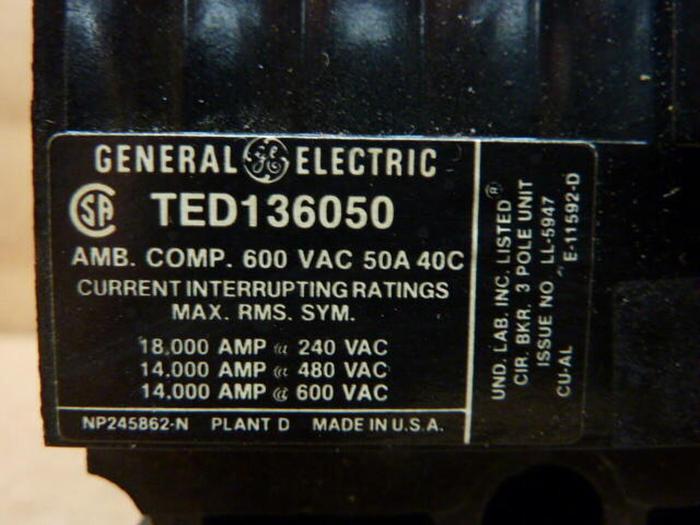 GENERAL GE ELECTRIC
SA TED136050
AMB. COMP. 600 VAC 50A 40C
CURRENT INTERRUPTING RATINGS
MAX. RMS. SYM.
18,000 AMP @ 240 VAC
14,000 AMP @ 480 VAC
14,000 AMP @ 600 VAC
NP245862-N PLANT D MADE IN U.S.A.
UND. LAB. INC. LISTED®
CIR. BKR. 3 POLE UNIT
ISSUE NO. LL-5947
CU-AL E-11592-D